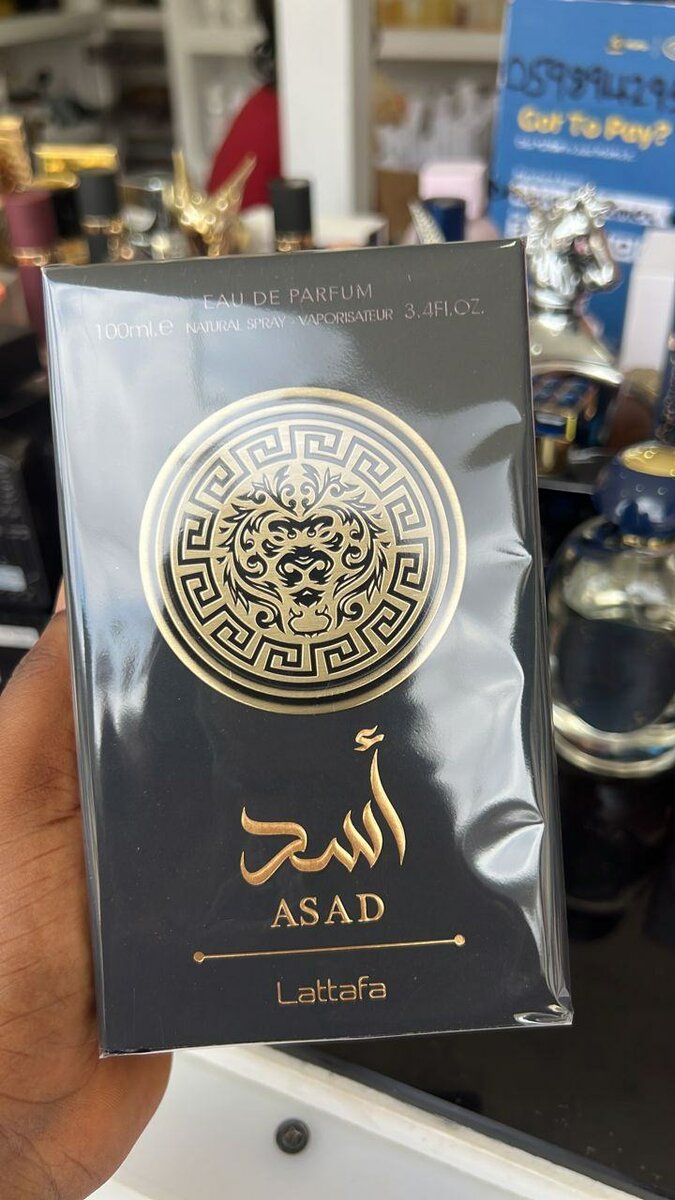 EAU DE PARFUM
100ml.e NATURAL SPRAY - VAPORISATEUR 3.4FL.OZ.
أسد
ASAD
Lattafa
Got To Pay?